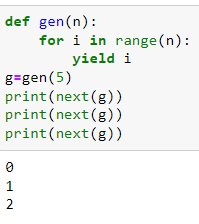 def gen(n):
    for i in range(n):
        yield i
g=gen(5)
print(next(g))
print(next(g))
print(next(g))
0
1
2